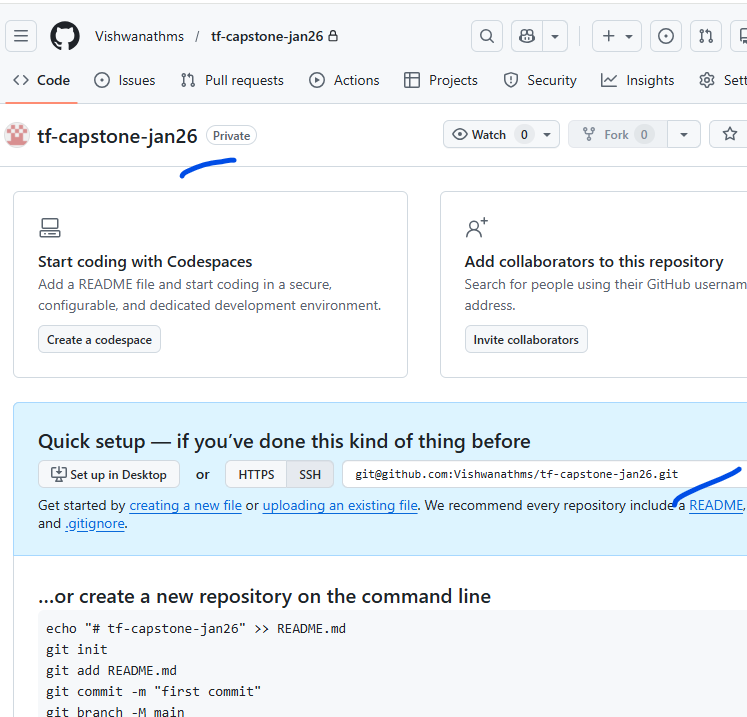 Vishwanathms / tf-capstone-jan26
Code Issues Pull requests Actions Projects Security Insights
tf-capstone-jan26 Private
Watch 0 Fork 0
Start coding with Codespaces
Add a README file and start coding in a secure,
configurable, and dedicated development environment.
Create a codespace
Add collaborators to this repository
Search for people using their GitHub
address.
Invite collaborators
Quick setup — if you’ve done this kind of thing before
Set up in Desktop or HTTPS SSH git@github.com:Vishwanathms/tf-capstone-jan26.git
Get started by creating a new file or uploading an existing file. We recommend every repository include a README,
and .gitignore.
…or create a new repository on the command line
echo "# tf-capstone-jan26" >> README.md
git init
git add README.md
git commit -m "first commit"
git branch -M main